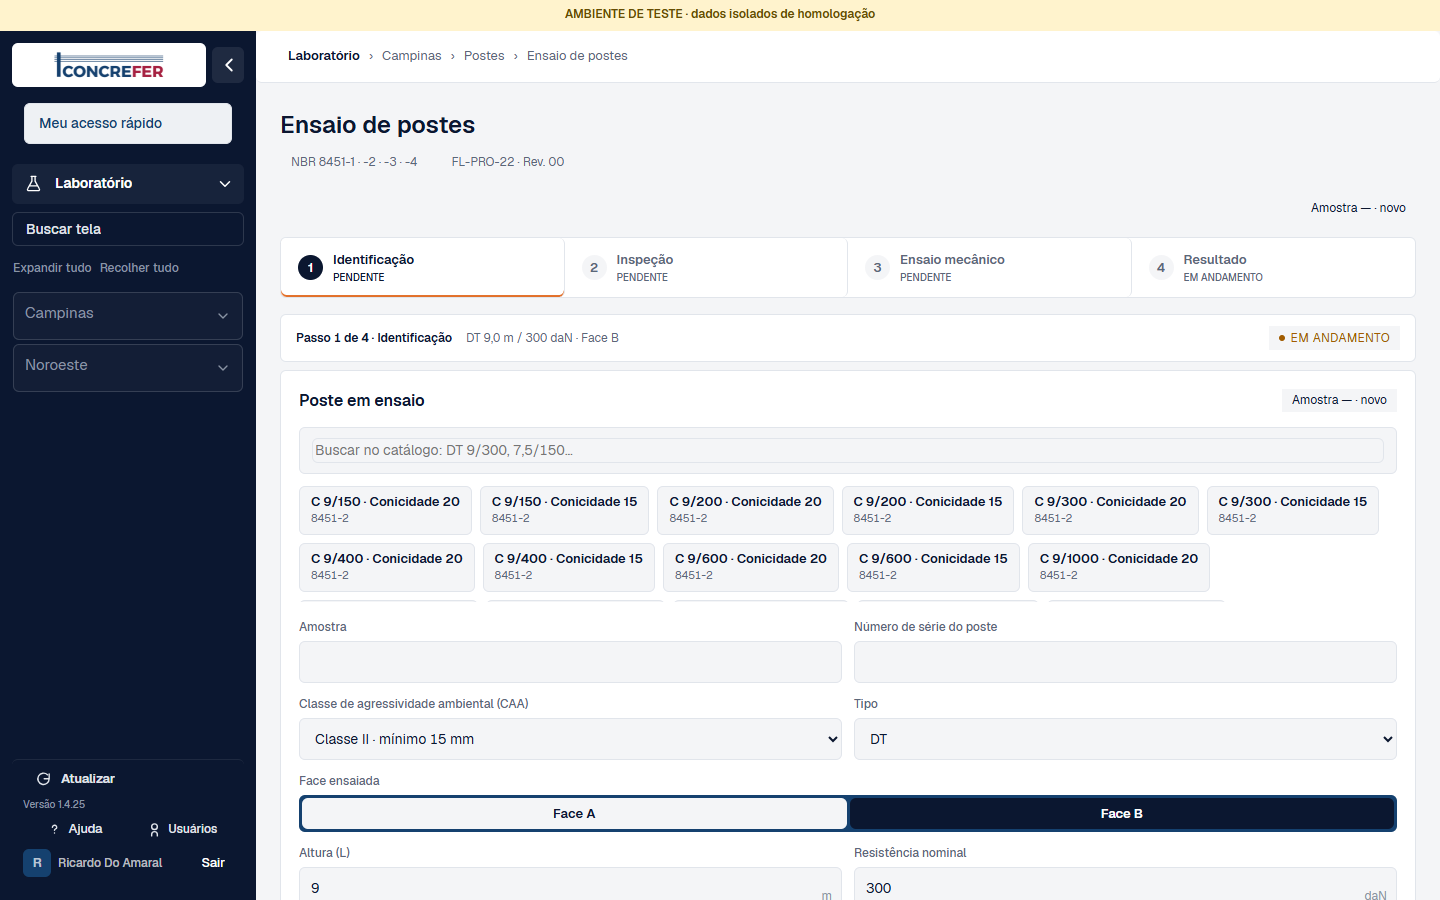 AMBIENTE DE TESTE · dados isolados de homologação
CONCREFER
Meu acesso rápido
Laboratório
Buscar tela
Expandir tudo Recolher tudo
Campinas
Noroeste
Atualizar
Versão 1.4.25
? Ajuda Usuários
R Ricardo Do Amaral Sair
Laboratório › Campinas › Postes › Ensaio de postes
Ensaio de postes
NBR 8451-1 · -2 · -3 · -4 FL-PRO-22 · Rev. 00
Amostra — · novo
1 Identificação PENDENTE
2 Inspeção PENDENTE
3 Ensaio mecânico PENDENTE
4 Resultado EM ANDAMENTO
Passo 1 de 4 · Identificação DT 9,0 m / 300 daN · Face B EM ANDAMENTO
Poste em ensaio Amostra — · novo
Buscar no catálogo: DT 9/300, 7,5/150...
C 9/150 · Conicidade 20 C 9/150 · Conicidade 15 C 9/200 · Conicidade 20 C 9/200 · Conicidade 15 C 9/300 · Conicidade 20 C 9/300 · Conicidade 15
8451-2 8451-2 8451-2 8451-2 8451-2 8451-2
C 9/400 · Conicidade 20 C 9/400 · Conicidade 15 C 9/600 · Conicidade 20 C 9/600 · Conicidade 15 C 9/1000 · Conicidade 20
8451-2 8451-2 8451-2 8451-2 8451-2
Amostra Número de série do poste
Classe de agressividade ambiental (CAA) Tipo
Classe II · mínimo 15 mm DT
Face ensaiada
Face A Face B
Altura (L) Resistência nominal
9 m 300 daN